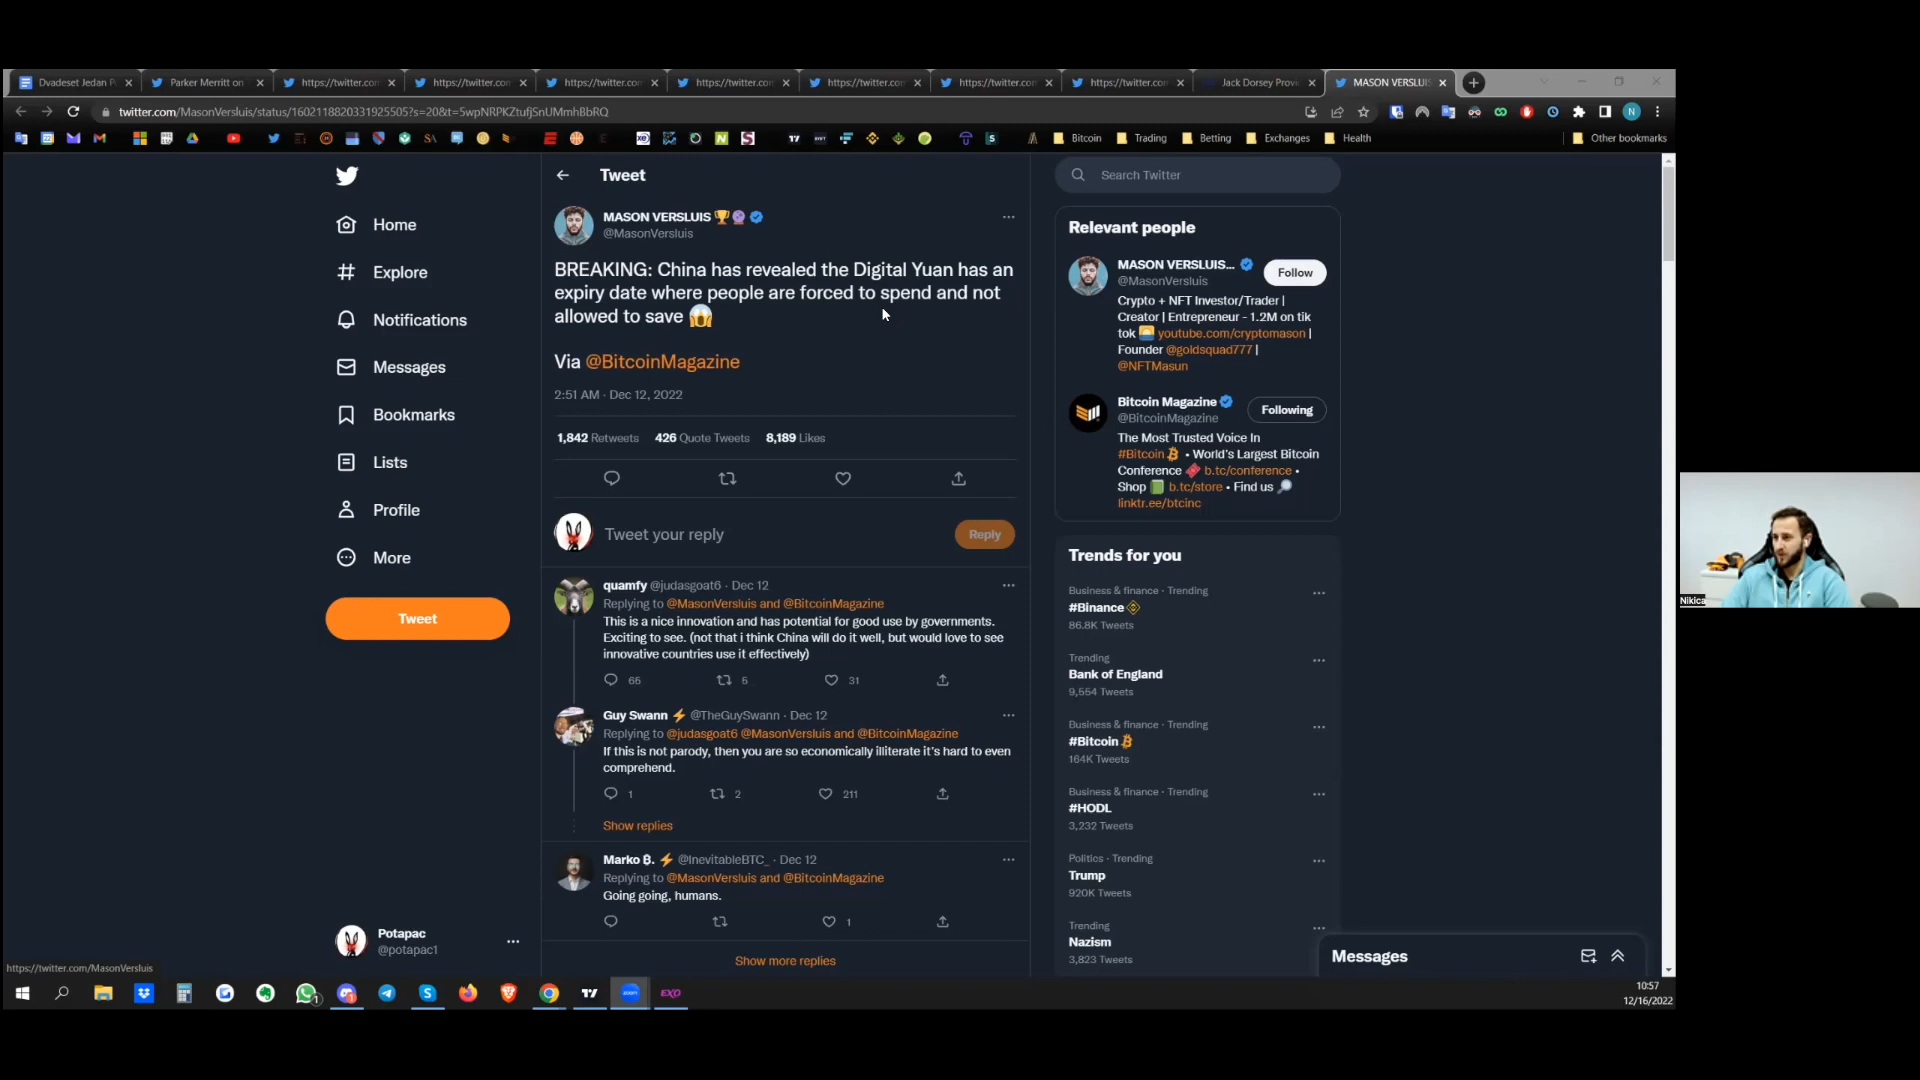 Dvadeset Jedan P
Parker Merritt on
https://twitter.con
https://twitter.con
https://twitter.con
https://twitter.con
https://twitter.con
https://twitter.con
https://twitter.con
Jack Dorsey Provi
MASON VERSLUIS
twitter.com/MasonVersluis/status/1602118820331925505?s=20&t=5wpNRPKZtufjSnUMmhBbRQ
Bitcoin
Trading
Betting
Exchanges
Health
Other bookmarks
Home
Explore
Notifications
Messages
Bookmarks
Lists
Profile
More
Tweet
Potapac
@potapac1
https://twitter.com/MasonVersluis
Tweet
MASON VERSLUIS
@MasonVersluis
BREAKING: China has revealed the Digital Yuan has an
expiry date where people are forced to spend and not
allowed to save
Via @BitcoinMagazine
2:51 AM · Dec 12, 2022
1,842 Retweets 426 Quote Tweets 8,189 Likes
Tweet your reply
Reply
quamfy @judasgoat6 · Dec 12
Replying to @MasonVersluis and @BitcoinMagazine
This is a nice innovation and has potential for good use by governments.
Exciting to see. (not that i think China will do it well, but would love to see
innovative countries use it effectively)
65 5 31
Guy Swann @TheGuySwann · Dec 12
Replying to @judasgoat6 @MasonVersluis and @BitcoinMagazine
If this is not parody, then you are so economically illiterate it's hard to even
comprehend.
1 2 211
Show replies
Marko ₿. @InevitableBTC_ · Dec 12
Replying to @MasonVersluis and @BitcoinMagazine
Going going, humans.
1
Show more replies
Search Twitter
Relevant people
MASON VERSLUIS...
@MasonVersluis
Follow
Crypto + NFT Investor/Trader |
Creator | Entrepreneur - 1.2M on tik
tok youtube.com/cryptomason |
Founder @goldsquad777 |
@NFTMasun
Bitcoin Magazine
@BitcoinMagazine
Following
The Most Trusted Voice In
#Bitcoin • World's Largest Bitcoin
Conference b.tc/conference •
Shop b.tc/store • Find us
linktr.ee/btcinc
Trends for you
Business & finance · Trending
#Binance
86.8K Tweets
Trending
Bank of England
9,554 Tweets
Business & finance · Trending
#Bitcoin
164K Tweets
Business & finance · Trending
#HODL
3,232 Tweets
Politics · Trending
Trump
920K Tweets
Trending
Nazism
3,823 Tweets
Messages
Nikica
10:57
12/16/2022